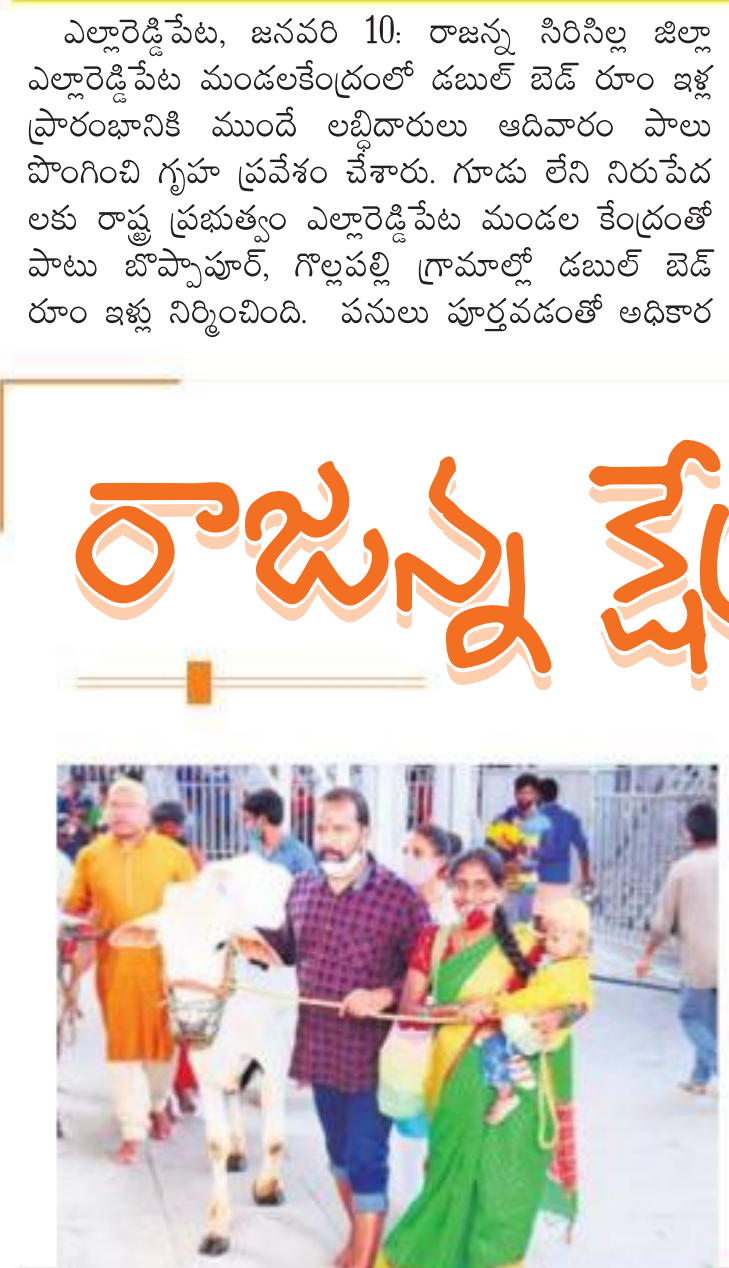 ఎల్లారెడ్డిపేట, జనవరి 10: రాజన్న సిరిసిల్ల జిల్లా
ఎల్లారెడ్డిపేట మండలకేంద్రంలో డబుల్ బెడ్ రూం ఇళ్ల
ప్రారంభానికి ముందే లబ్ధిదారులు ఆదివారం పాలు
పొంగించి గృహ ప్రవేశం చేశారు. గూడు లేని నిరుపేద
లకు రాష్ట్ర ప్రభుత్వం ఎల్లారెడ్డిపేట మండల కేంద్రంతో
పాటు బొప్పాపూర్, గొల్లపల్లి గ్రామాల్లో డబుల్ బెడ్
రూం ఇళ్లు నిర్మించింది. పనులు పూర్తవడంతో అధికార
రాజన్న